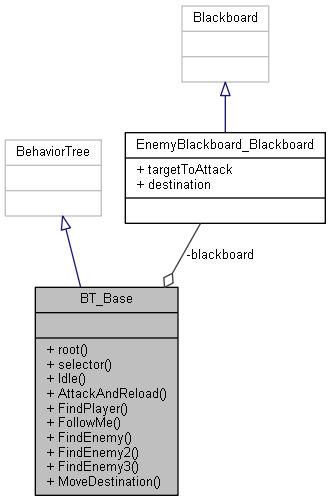 Blackboard
BehaviorTree
EnemyBlackboard_Blackboard
+ targetToAttack
+ destination
-blackboard
BT_Base
+ root()
+ selector()
+ Idle()
+ AttackAndReload()
+ FindPlayer()
+ FollowMe()
+ FindEnemy()
+ FindEnemy2()
+ FindEnemy3()
+ MoveDestination()